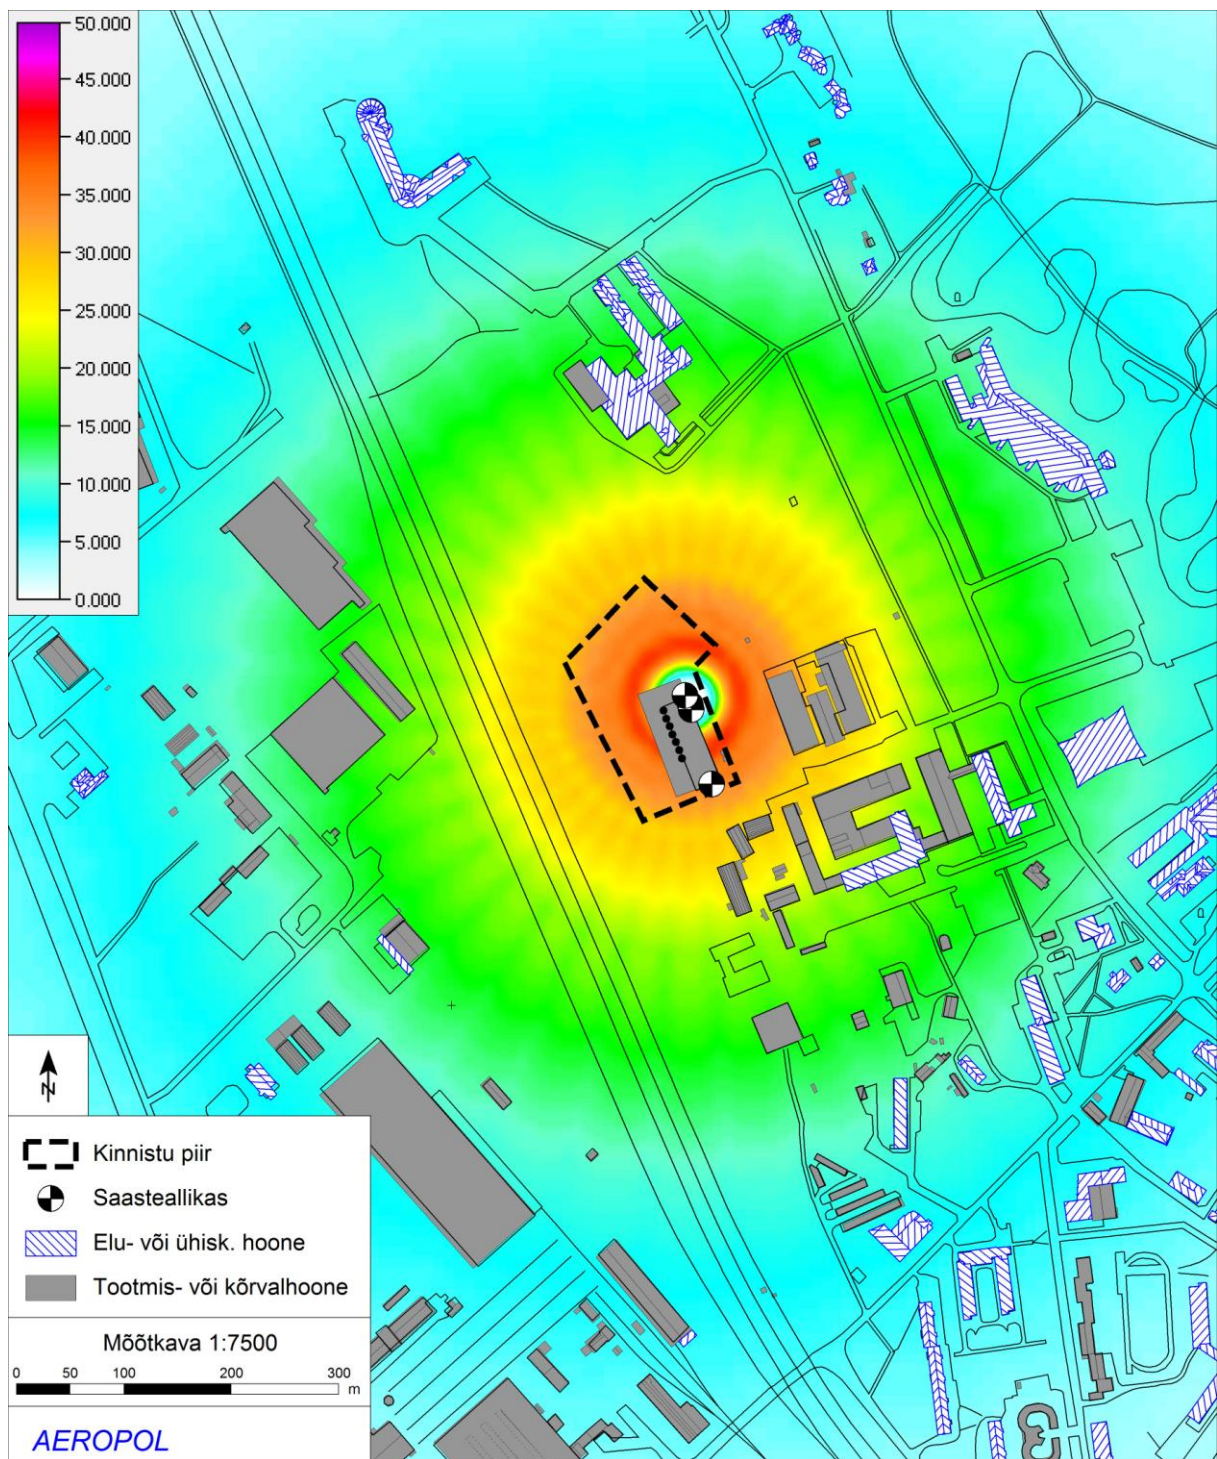 50.000
45.000
40.000
35.000
30.000
25.000
20.000
15.000
10.000
5.000
0.000
N
Kinnistu piir
Saasteallikas
Elu- või ühisk. hoone
Tootmis- või kõrvalhoone
Mõõtkava 1:7500
0 50 100 200 300 m
AEROPOL